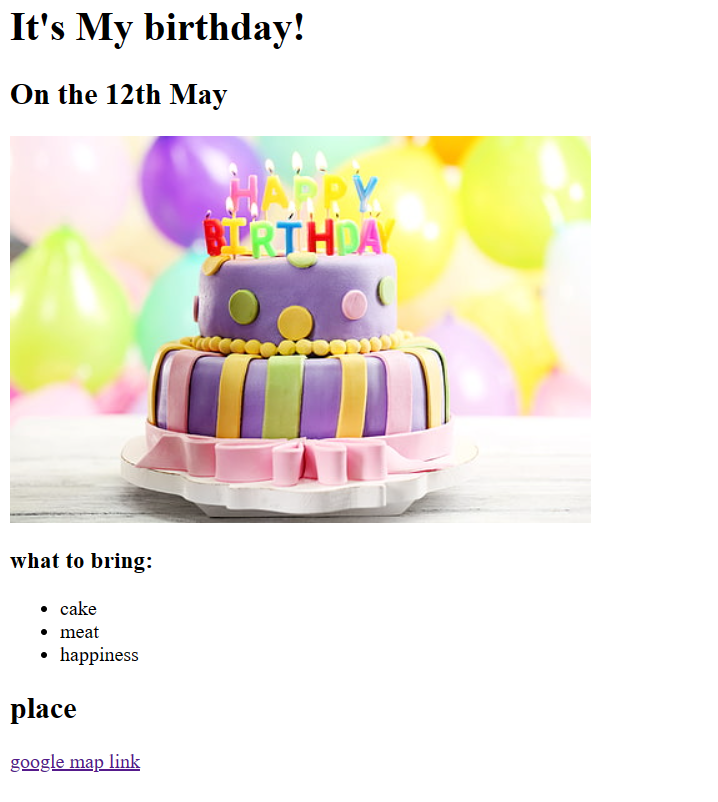 It's My birthday!
On the 12th May
HAPPY
BIRTHDAY
what to bring:
cake
meat
happiness
place
google map link